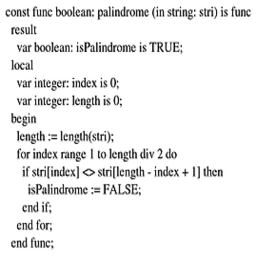 const func boolean: palindrome (in string: stri) is func
result
var boolean: isPalindrome is TRUE;
local
var integer: index is 0;
var integer: length is 0;
begin
length := length(stri);
for index range 1 to length div 2 do
if stri[index] <> stri[length - index + 1] then
isPalindrome := FALSE;
end if;
end for;
end func;